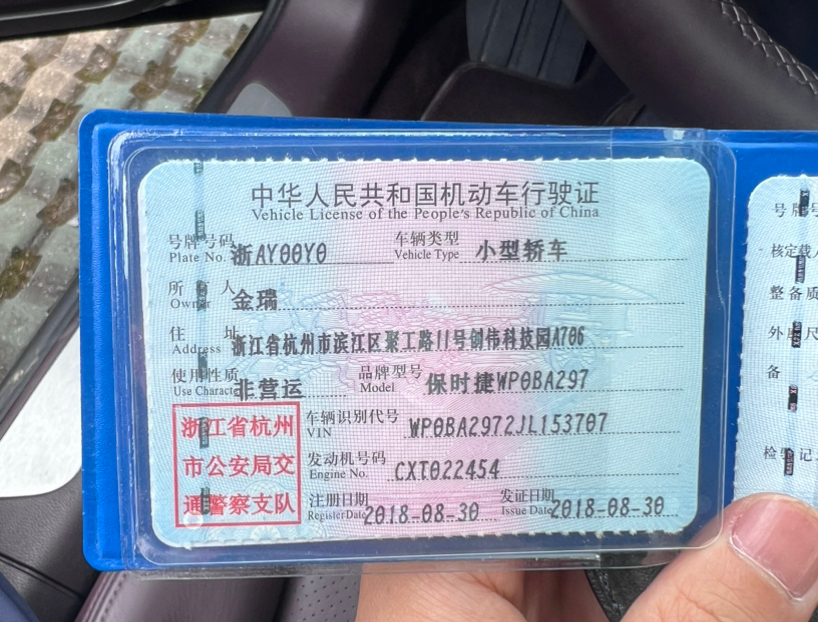 中华人民共和国机动车行驶证
Vehicle License of the People's Republic of China
号牌号码 浙AY00Y0 车辆类型 小型轿车
Plate No. Vehicle Type
所有人 金瑞
Owner
住址 浙江省杭州市滨江区聚工路11号创伟科技园A706
Address
使用性质 非营运 品牌型号 保时捷WP0BA297
Use Character Model
浙江省杭州
市公安局交
通警察支队
车辆识别代号 WP0BA2972JL153707
VIN
发动机号码 CXT022454
Engine No.
注册日期 2018-08-30 发证日期 2018-08-30
Register Date Issue Date
号牌号
核定载人
整备质
外廓尺
备
检验记